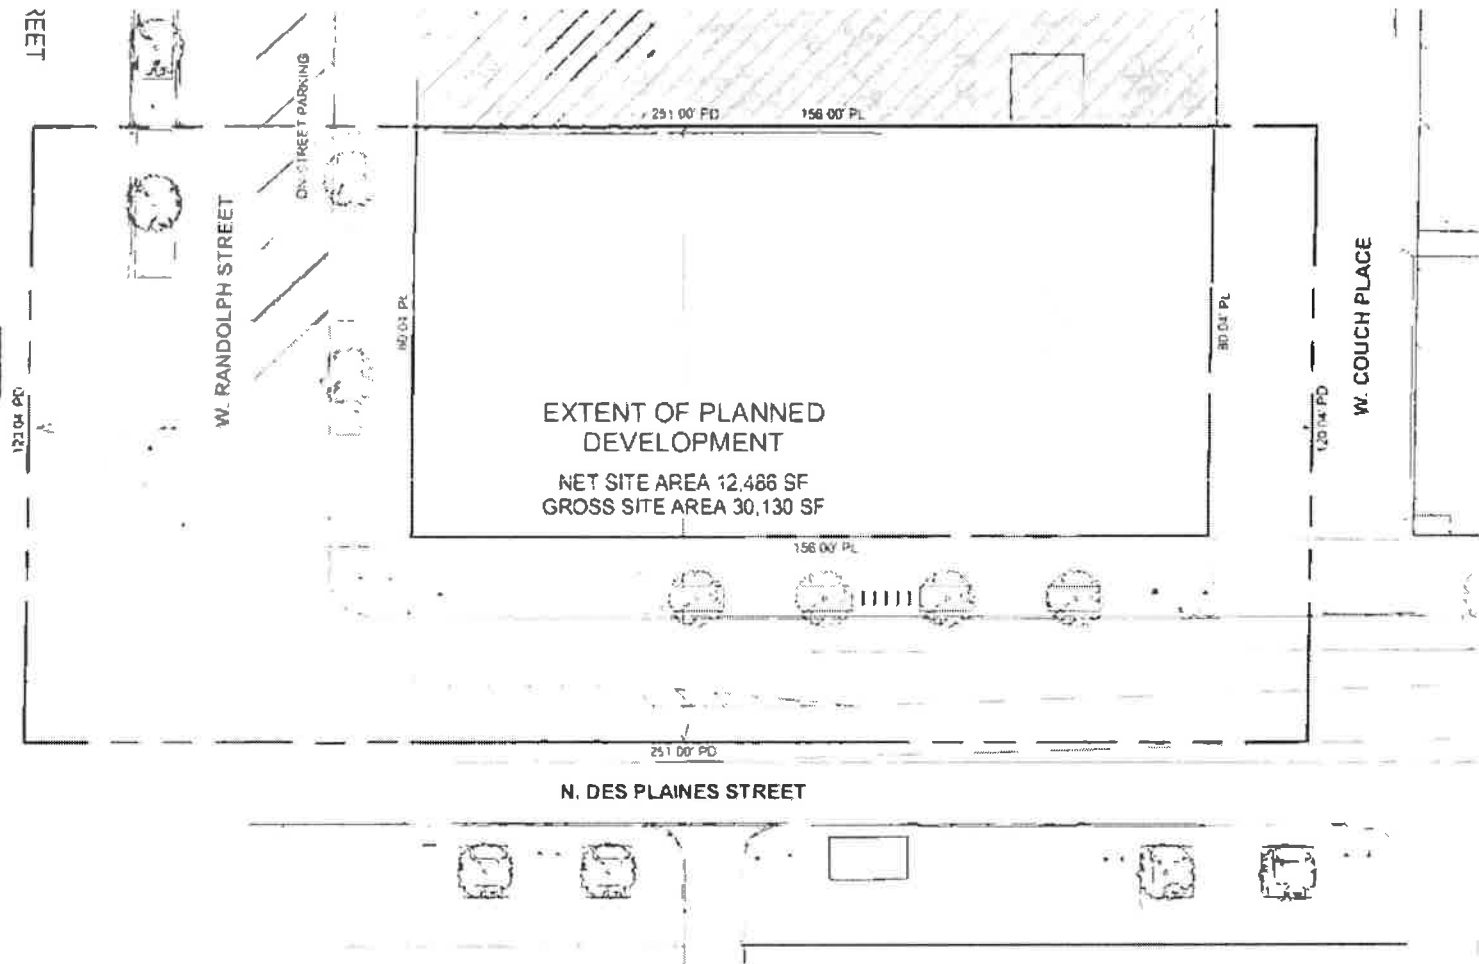 REET
ON-STREET PARKING
251.00' PD
156.00' PL
W. RANDOLPH STREET
80.04' PL
80.04' PL
W. COUCH PLACE
120.04' PD
120.04' PD
EXTENT OF PLANNED
DEVELOPMENT
NET SITE AREA 12,486 SF
GROSS SITE AREA 30,130 SF
156.00' PL
251.00' PD
N. DES PLAINES STREET